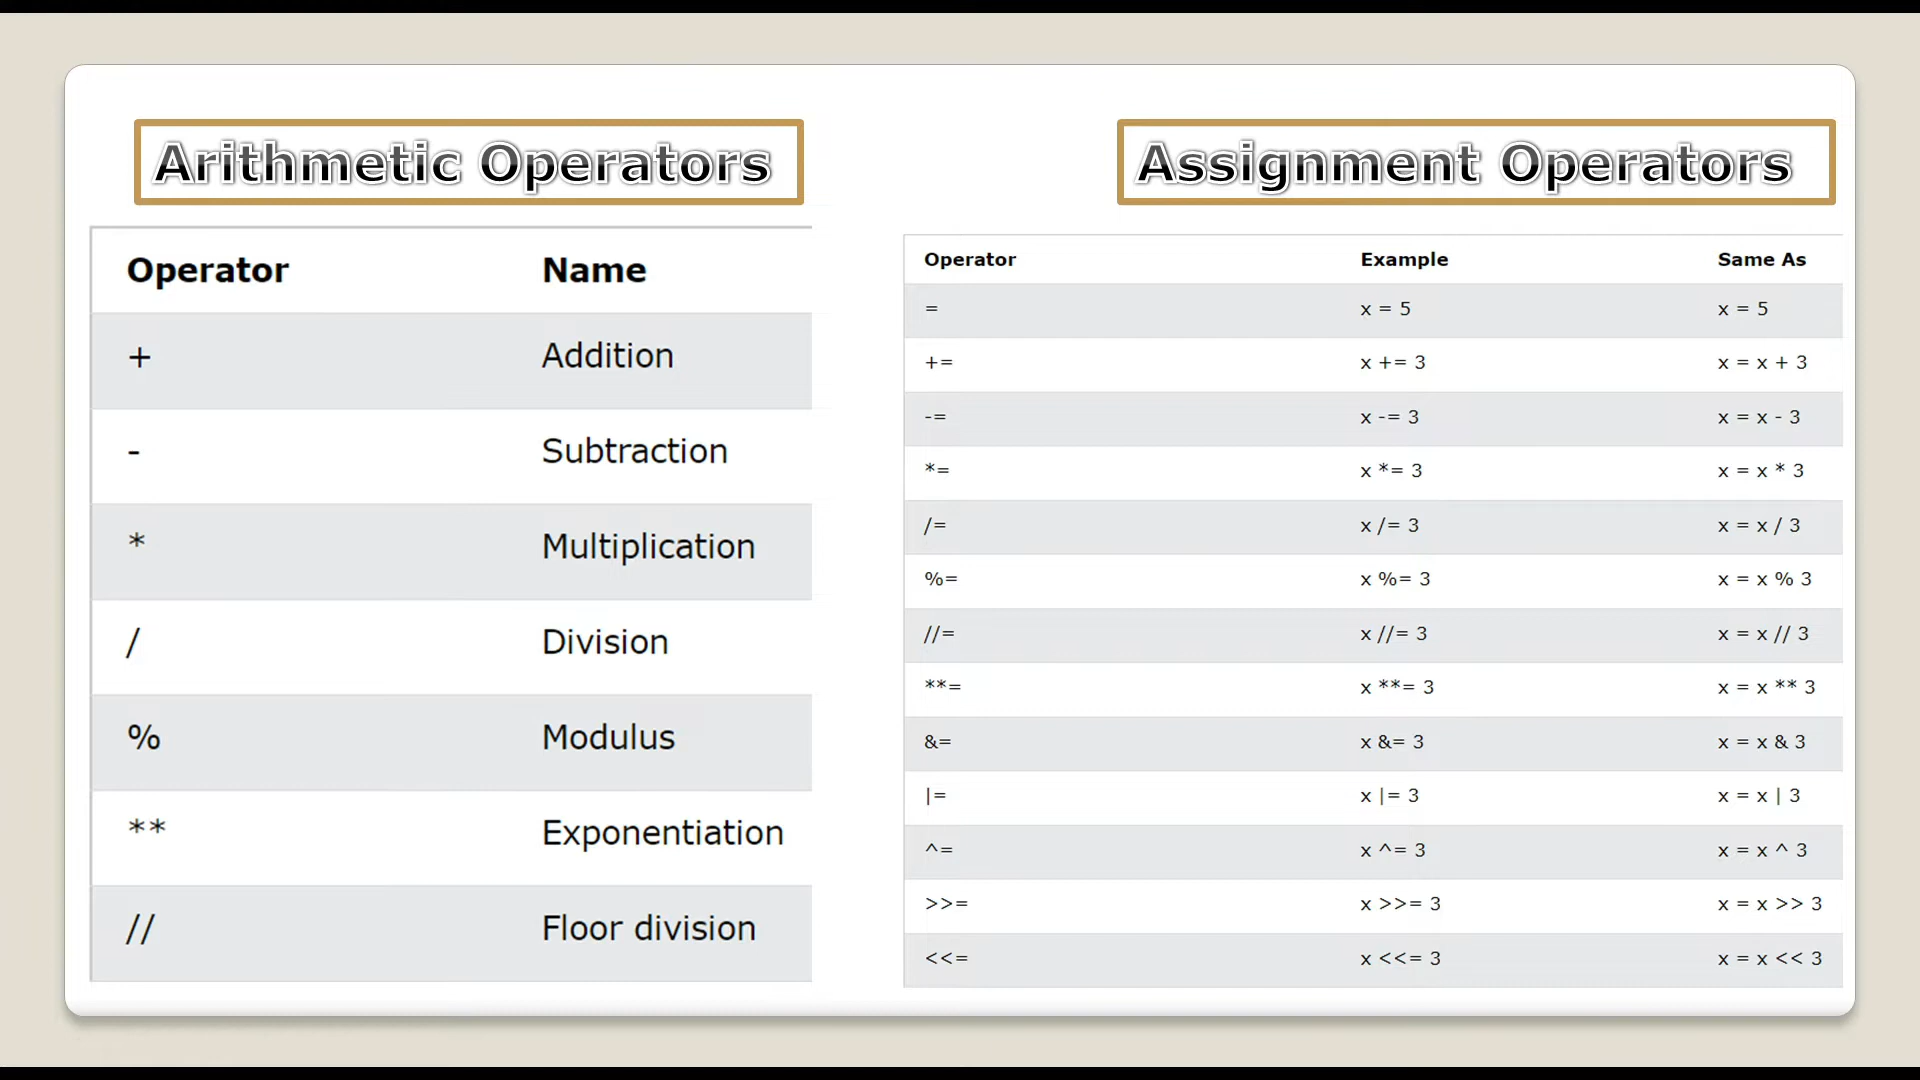 Arithmetic Operators
Operator Name
+ Addition
- Subtraction
* Multiplication
/ Division
% Modulus
** Exponentiation
// Floor division
Assignment Operators
Operator Example Same As
= x = 5 x = 5
+= x += 3 x = x + 3
-= x -= 3 x = x - 3
*= x *= 3 x = x * 3
/= x /= 3 x = x / 3
%= x %= 3 x = x % 3
//= x //= 3 x = x // 3
**= x **= 3 x = x ** 3
&= x &= 3 x = x & 3
|= x |= 3 x = x | 3
^= x ^= 3 x = x ^ 3
>>= x >>= 3 x = x >> 3
<<= x <<= 3 x = x << 3